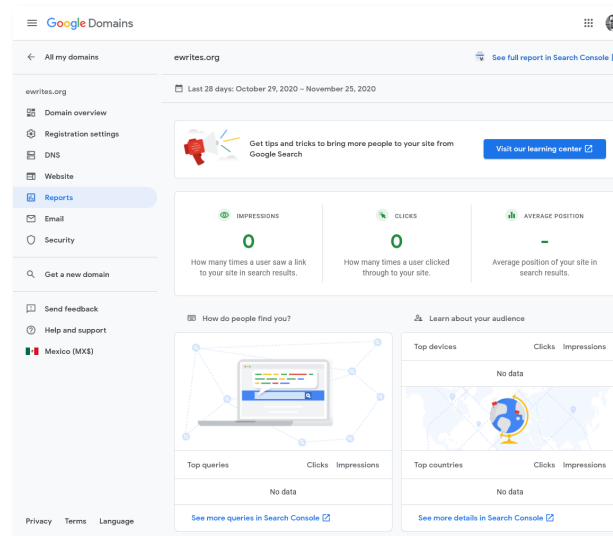 Google Domains
All my domains
ewrites.org
Domain overview
Registration settings
DNS
Website
Reports
Email
Security
Get a new domain
Send feedback
Help and support
Mexico (MX$)
Privacy Terms Language
ewrites.org
See full report in Search Console
Last 28 days: October 29, 2020 – November 25, 2020
Get tips and tricks to bring more people to your site from
Google Search
Visit our learning center
IMPRESSIONS
0
How many times a user saw a link
to your site in search results.
CLICKS
0
How many times a user clicked
through to your site.
AVERAGE POSITION
-
Average position of your site in
search results.
How do people find you?
Top queries Clicks Impressions
No data
See more queries in Search Console
Learn about your audience
Top devices Clicks Impressions
No data
Top countries Clicks Impressions
No data
See more details in Search Console